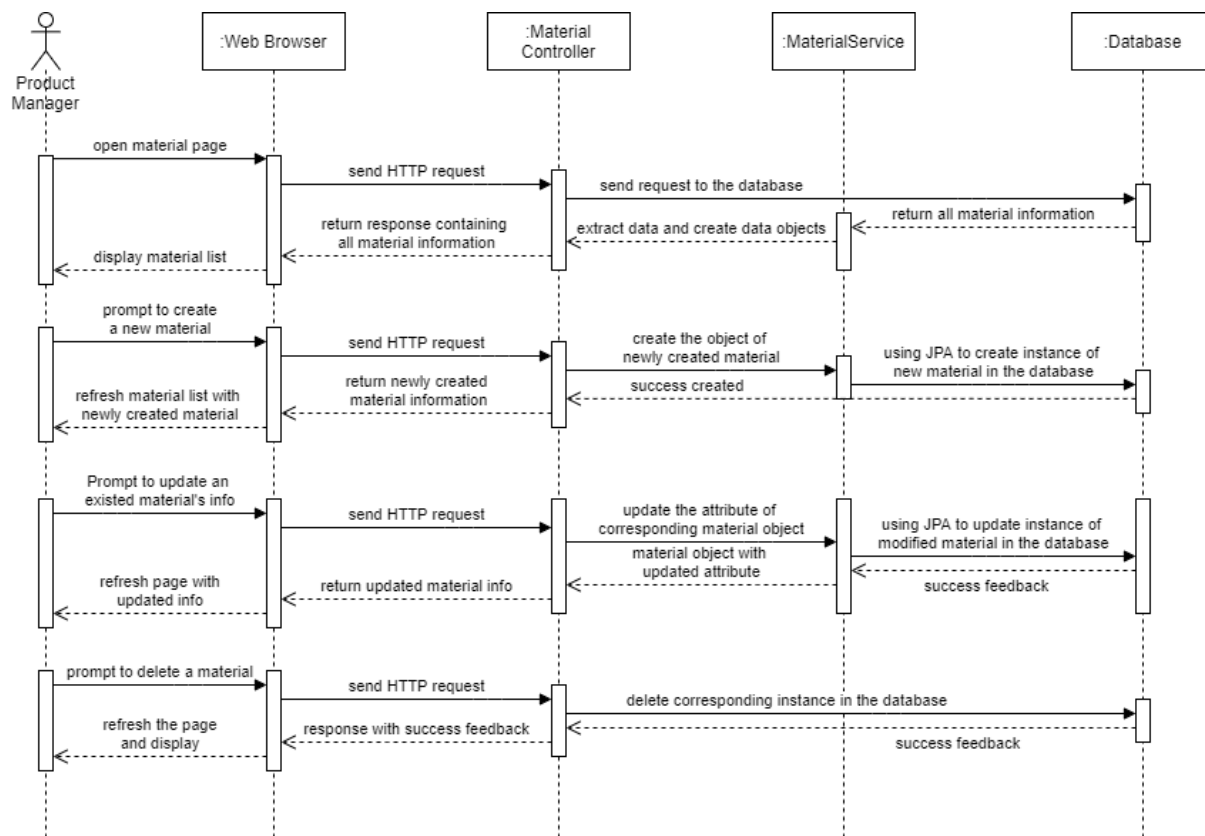 Product
Manager
:Web Browser
:Material
Controller
:MaterialService
:Database
open material page
send HTTP request
send request to the database
return all material information
extract data and create data objects
return response containing
all material information
display material list
prompt to create
a new material
send HTTP request
create the object of
newly created material
using JPA to create instance of
new material in the database
success created
return newly created
material information
refresh material list with
newly created material
Prompt to update an
existed material's info
send HTTP request
update the attribute of
corresponding material object
using JPA to update instance of
modified material in the database
material object with
updated attribute
success feedback
return updated material info
refresh page with
updated info
prompt to delete a material
send HTTP request
delete corresponding instance in the database
response with success feedback
success feedback
refresh the page
and display